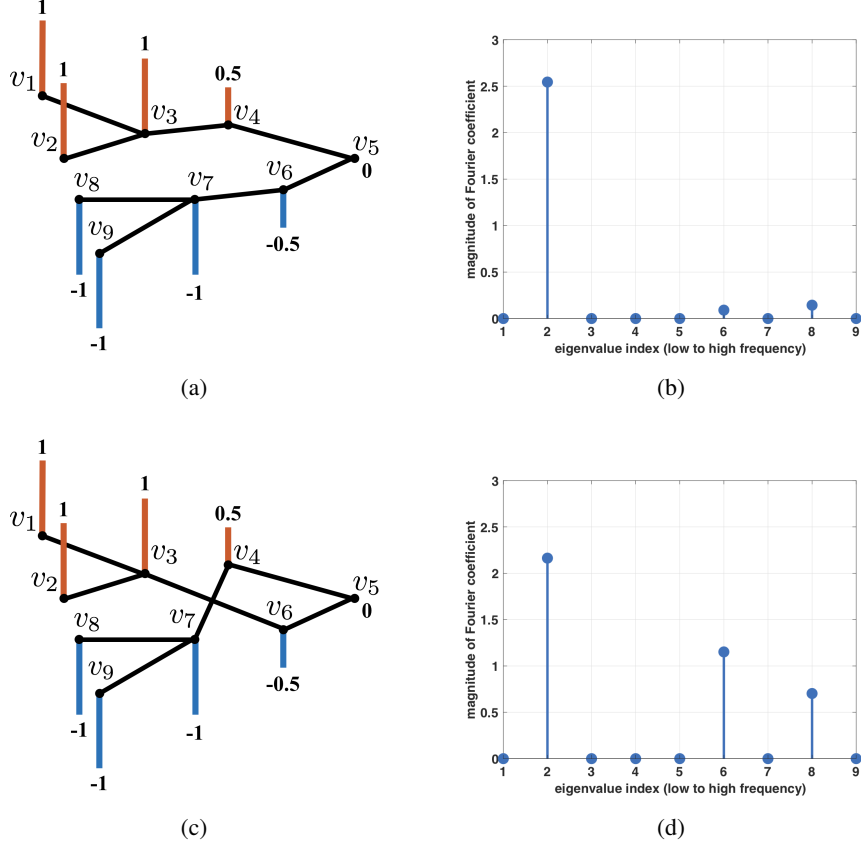 1
1
1
0.5
v1
v2
v3
v4
v5
0
v6
v7
v8
v9
-0.5
-1
-1
-1
(a)
3
2.5
2
1.5
1
0.5
0
magnitude of Fourier coefficient
1 2 3 4 5 6 7 8 9
eigenvalue index (low to high frequency)
(b)
1
1
1
0.5
v1
v2
v3
v4
v5
0
v6
v7
v8
v9
-0.5
-1
-1
-1
(c)
3
2.5
2
1.5
1
0.5
0
magnitude of Fourier coefficient
1 2 3 4 5 6 7 8 9
eigenvalue index (low to high frequency)
(d)